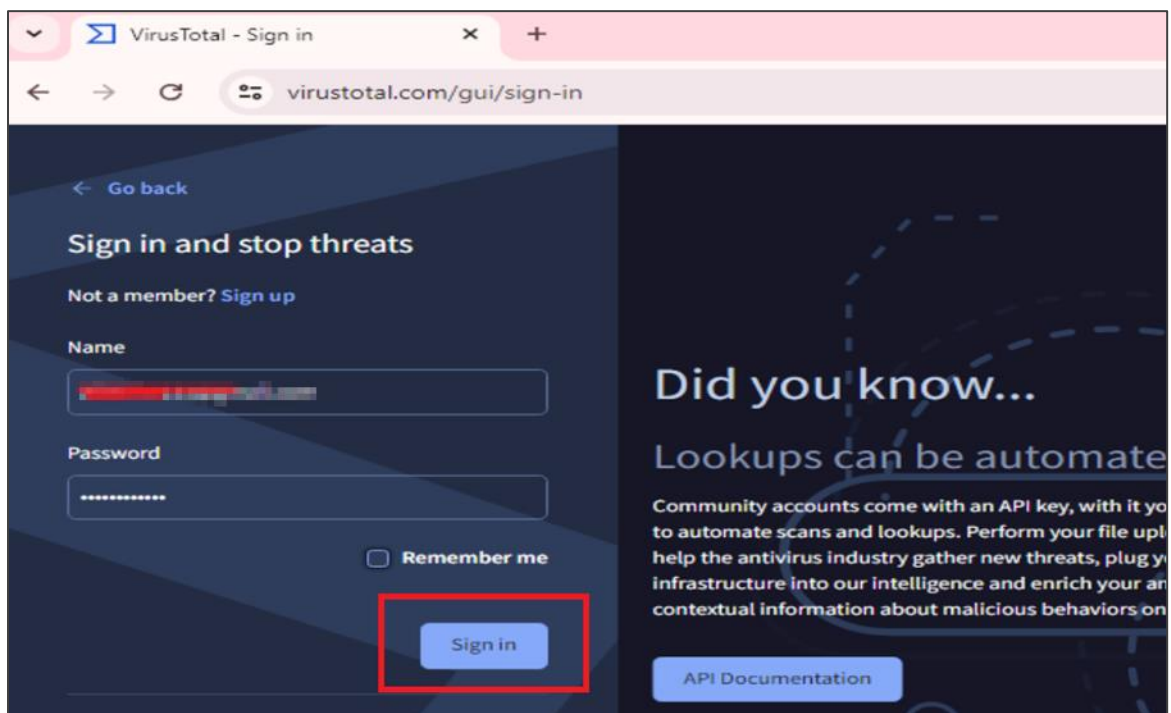 VirusTotal - Sign in
virustotal.com/gui/sign-in
Go back
Sign in and stop threats
Not a member? Sign up
Name
Password
Remember me
Sign in
Did you know...
Lookups can be automate
Community accounts come with an API key, with it yo
to automate scans and lookups. Perform your file upl
help the antivirus industry gather new threats, plug y
infrastructure into our intelligence and enrich your an
contextual information about malicious behaviors on
API Documentation